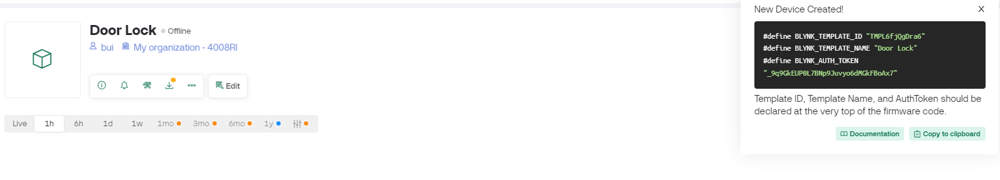 Door Lock
Offline
bui
My organization - 4008RI
Edit
Live 1h 6h 1d 1w 1mo 3mo 6mo 1y
New Device Created! X
#define BLYNK_TEMPLATE_ID "TMPL6fjQgDra6"
#define BLYNK_TEMPLATE_NAME "Door Lock"
#define BLYNK_AUTH_TOKEN
"_9q9GkEUP0L7BNp9Juvyo6dMGkFBoAx7"
Template ID, Template Name, and AuthToken should be
declared at the very top of the firmware code.
Documentation
Copy to clipboard